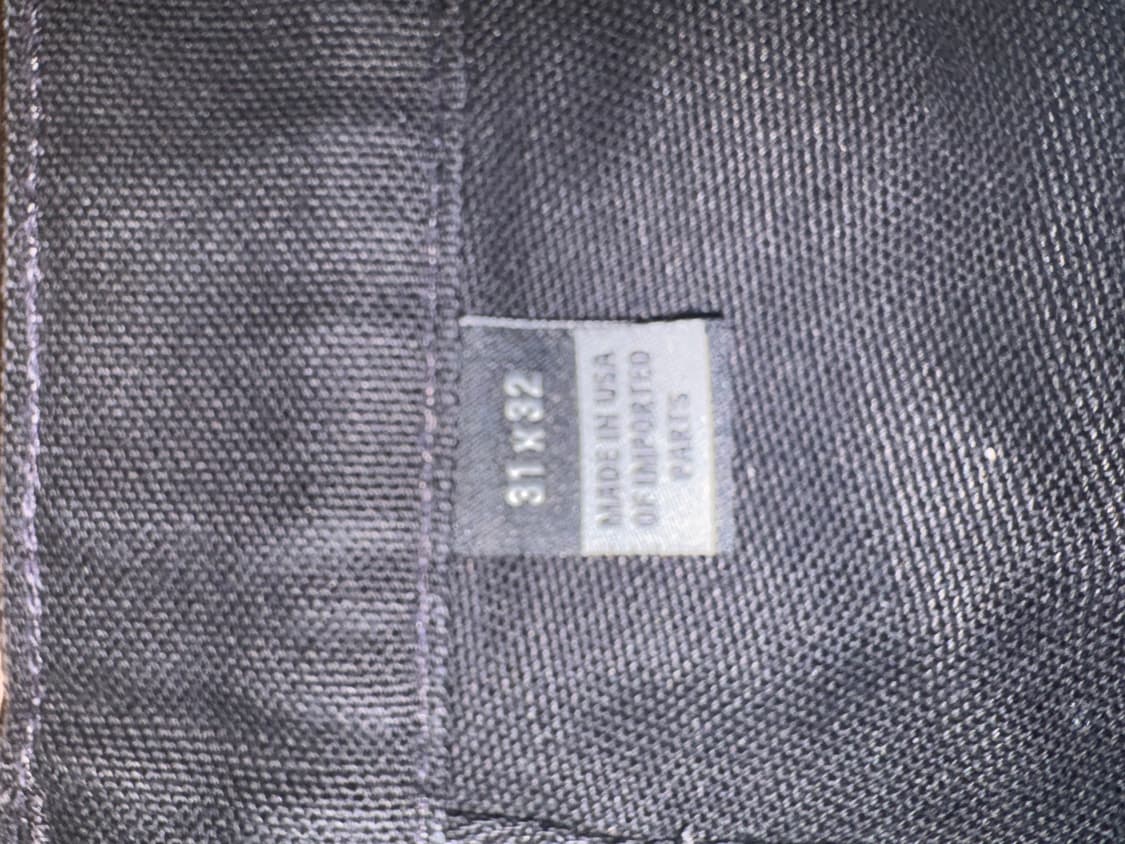 31 X 32
MADE IN USA
OF IMPORTED
PARTS